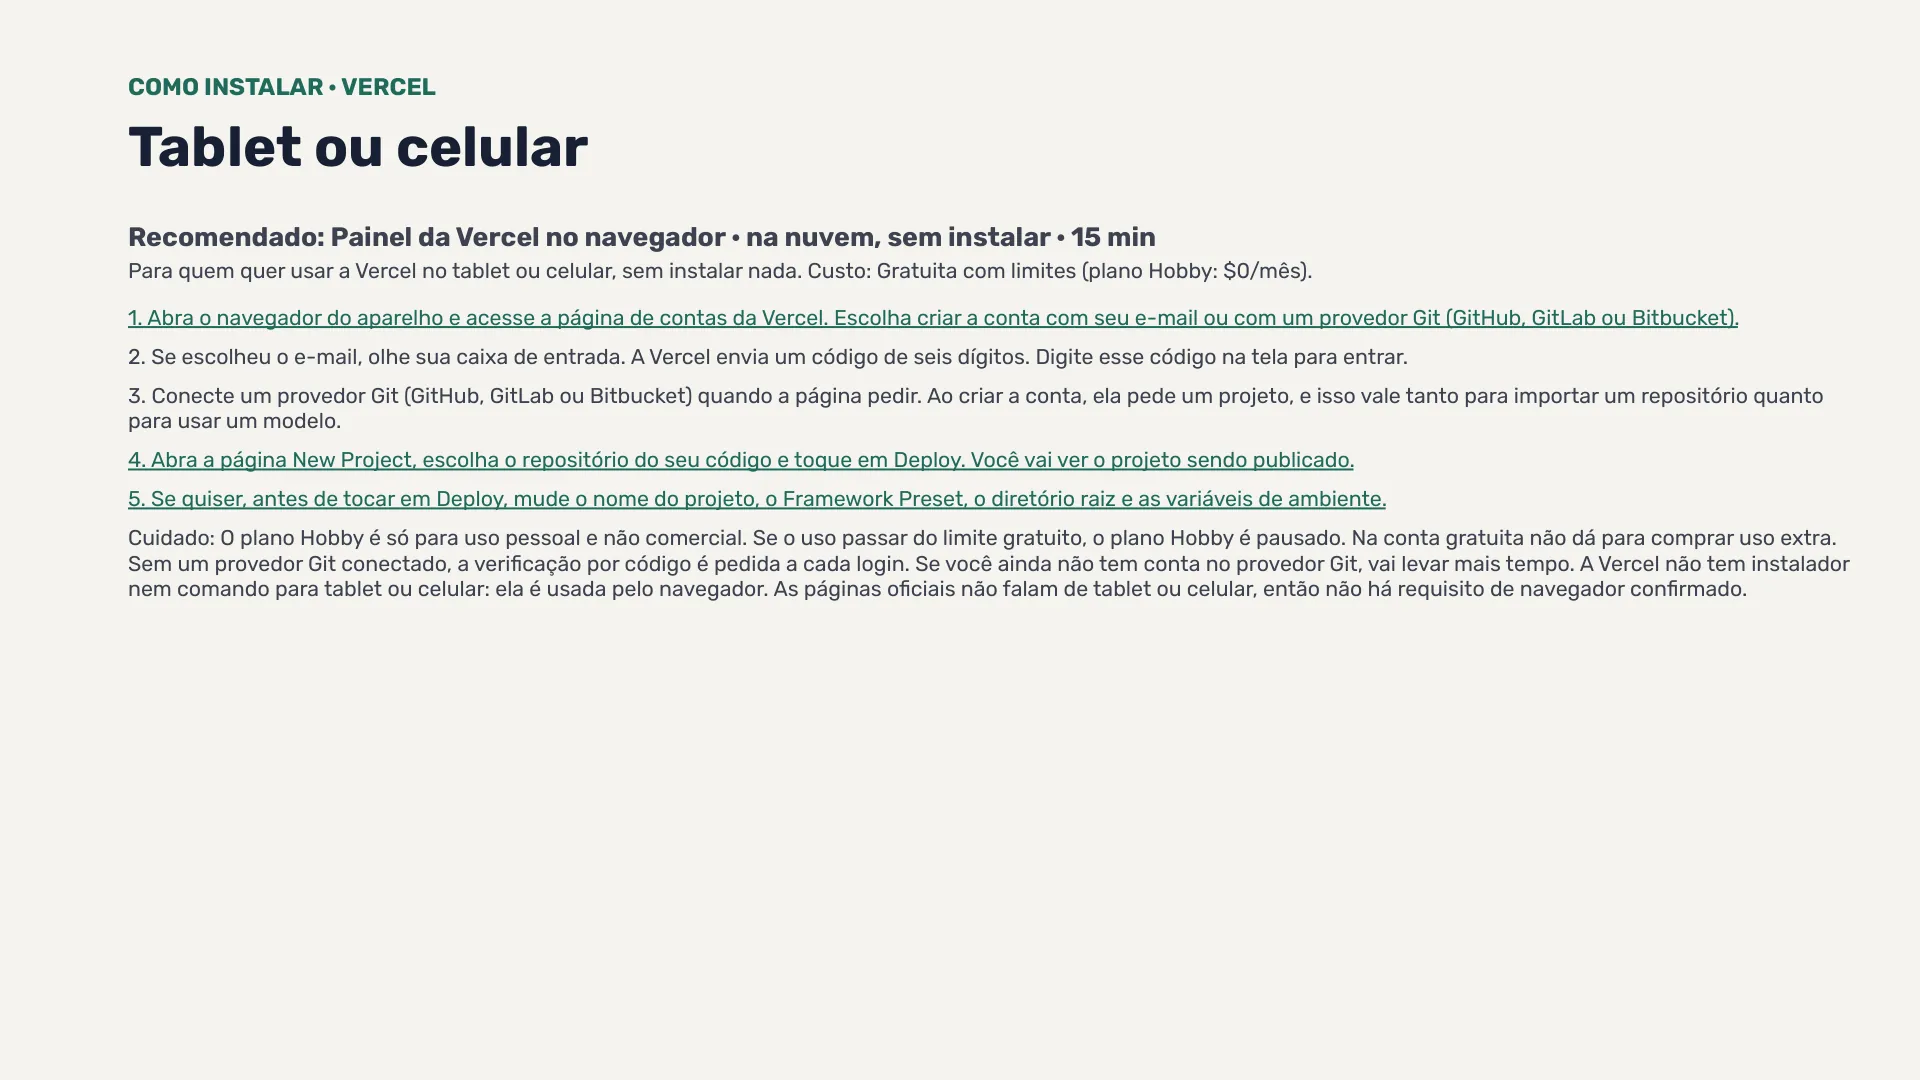 COMO INSTALAR • VERCEL
Tablet ou celular
Recomendado: Painel da Vercel no navegador • na nuvem, sem instalar • 15 min
Para quem quer usar a Vercel no tablet ou celular, sem instalar nada. Custo: Gratuita com limites (plano Hobby: $0/mês).
1. Abra o navegador do aparelho e acesse a página de contas da Vercel. Escolha criar a conta com seu e-mail ou com um provedor Git (GitHub, GitLab ou Bitbucket).
2. Se escolheu o e-mail, olhe sua caixa de entrada. A Vercel envia um código de seis dígitos. Digite esse código na tela para entrar.
3. Conecte um provedor Git (GitHub, GitLab ou Bitbucket) quando a página pedir. Ao criar a conta, ela pede um projeto, e isso vale tanto para importar um repositório quanto
para usar um modelo.
4. Abra a página New Project, escolha o repositório do seu código e toque em Deploy. Você vai ver o projeto sendo publicado.
5. Se quiser, antes de tocar em Deploy, mude o nome do projeto, o Framework Preset, o diretório raiz e as variáveis de ambiente.
Cuidado: O plano Hobby é só para uso pessoal e não comercial. Se o uso passar do limite gratuito, o plano Hobby é pausado. Na conta gratuita não dá para comprar uso extra.
Sem um provedor Git conectado, a verificação por código é pedida a cada login. Se você ainda não tem conta no provedor Git, vai levar mais tempo. A Vercel não tem instalador
nem comando para tablet ou celular: ela é usada pelo navegador. As páginas oficiais não falam de tablet ou celular, então não há requisito de navegador confirmado.